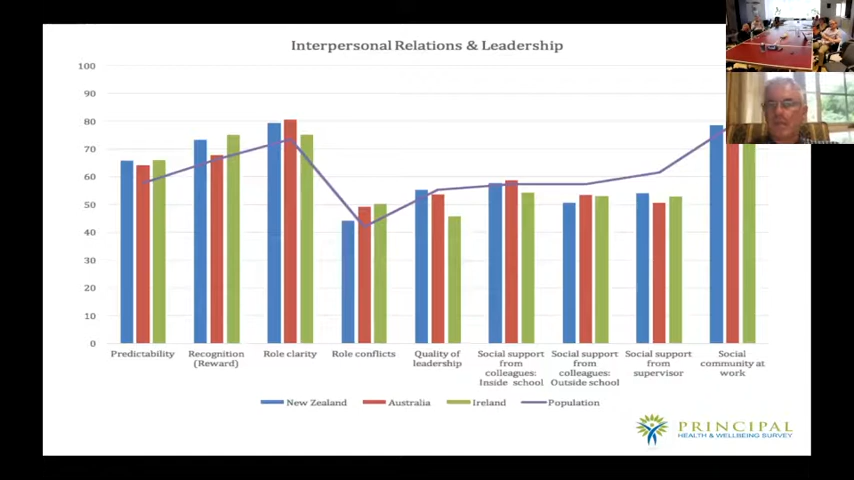 Interpersonal Relations & Leadership
100
90
80
70
60
50
40
30
20
10
0
Predictability
Recognition
(Reward)
Role clarity
Role conflicts
Quality of
leadership
Social support
from
colleagues:
Inside school
Social support
from
colleagues:
Outside school
Social support
from
supervisor
Social
community at
work
New Zealand
Australia
Ireland
Population
PRINCIPAL
HEALTH & WELLBEING SURVEY